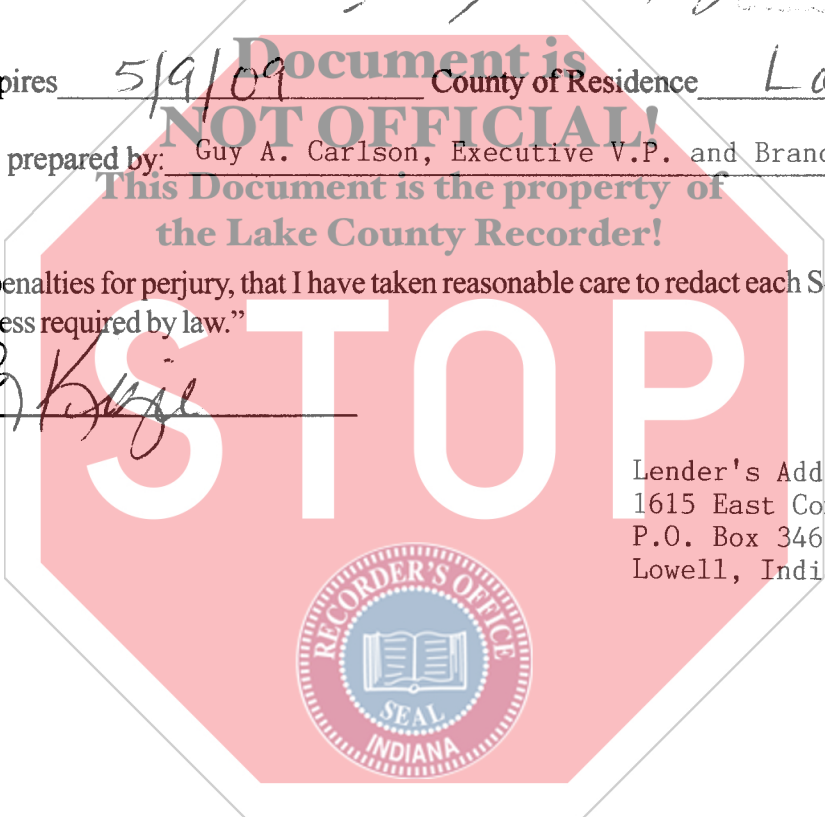 Document is
pires 5/9/09 County of Residence La
NOT OFFICIAL!
prepared by: Guy A. Carlson, Executive V.P. and Branc
This Document is the property of
the Lake County Recorder!
enalties for perjury, that I have taken reasonable care to redact each S
ess required by law.”
STOP
Lender's Add
1615 East Co
P.O. Box 346
Lowell, Indi
RECORDER'S OFFICE
SEAL
INDIANA